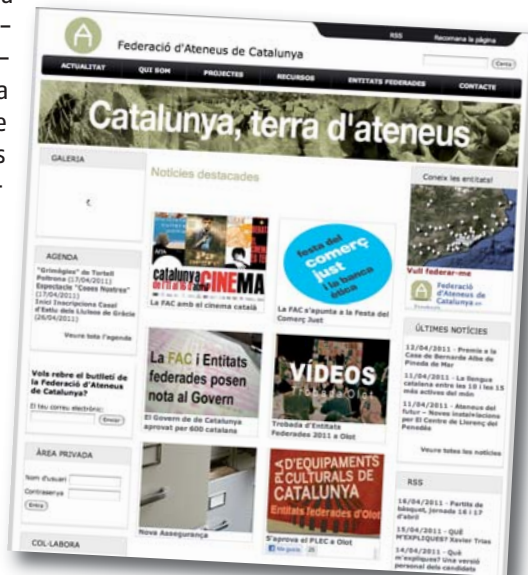 RSS
Recomana la pàgina
Federació d'Ateneus de Catalunya
Cerca
ACTUALITAT
QUI SOM
PROJECTES
RECURSOS
ENTITATS FEDERADES
CONTACTE
Catalunya, terra d'ateneus
GALERIA
AGENDA
"Grimègies" de Tortell
Poltrona (17/04/2011)
Espectacle "Coses Nostres"
(17/04/2011)
Inici Inscripcions Casal
d'Estiu dels Lluïsos de Gràcia
(26/04/2011)
Veure tota l'agenda
Vols rebre el butlletí de
la Federació d'Ateneus
de Catalunya?
El teu correu electrònic:
Enviar
ÀREA PRIVADA
Nom d'usuari
Contrasenya
Entra
COL·LABORA
Notícies destacades
catalunya CINEMA
del 11 al 16 d'abril
La FAC amb el cinema català
festa del
comerç
just
i la banca
ètica
La FAC s'apunta a la Festa del
Comerç Just
La FAC i Entitats
federades posen
nota al Govern
El Govern de de Catalunya
aprovat per 600 catalans
VÍDEOS
Trobada Olot
Trobada d'Entitats
Federades 2011 a Olot
Nova Assegurança
D'EQUIPAMENTS
CULTURALS DE
CATALUNYA
Entitats federades d'Olot
S'aprova el PLEC a Olot
M'agrada
Coneix les entitats!
Vull federar-me
Federació
d'Ateneus de
Catalunya
ÚLTIMES NOTÍCIES
12/04/2011 - Premis a la
Casa de Bernarda Alba de
Pineda de Mar
11/04/2011 - La llengua
catalana entre les 10 i les 15
més actives del món
11/04/2011 - Ateneus del
futur - Noves instal·lacions
per El Centre de Llorenç del
Penedès
Veure totes les notícies
RSS
16/04/2011 - Partits de
bàsquet, jornada 16 i 17
d'abril
15/04/2011 - QUÈ
M'EXPLIQUES? Xavier Trias
14/04/2011 - Què
m'expliques? Una versió
personal dels candidats